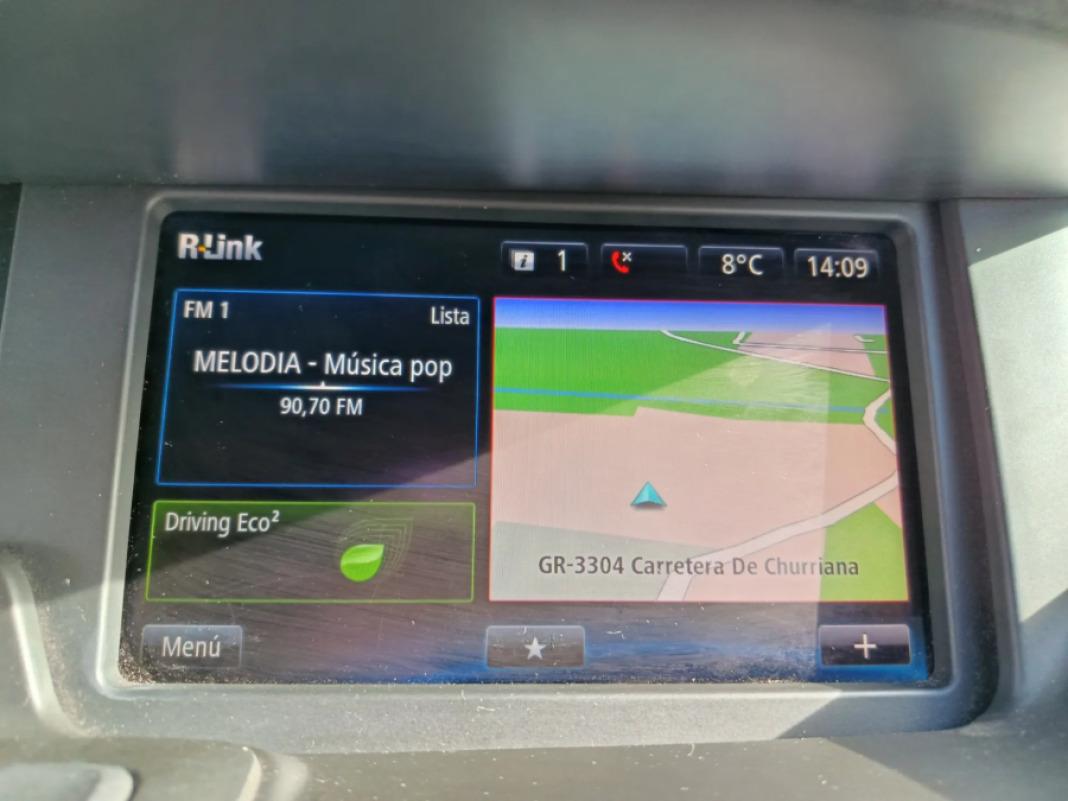 R-Link
i 1
8°C
14:09
FM 1
Lista
MELODIA - Música pop
90,70 FM
Driving Eco²
GR-3304 Carretera De Churriana
Menú